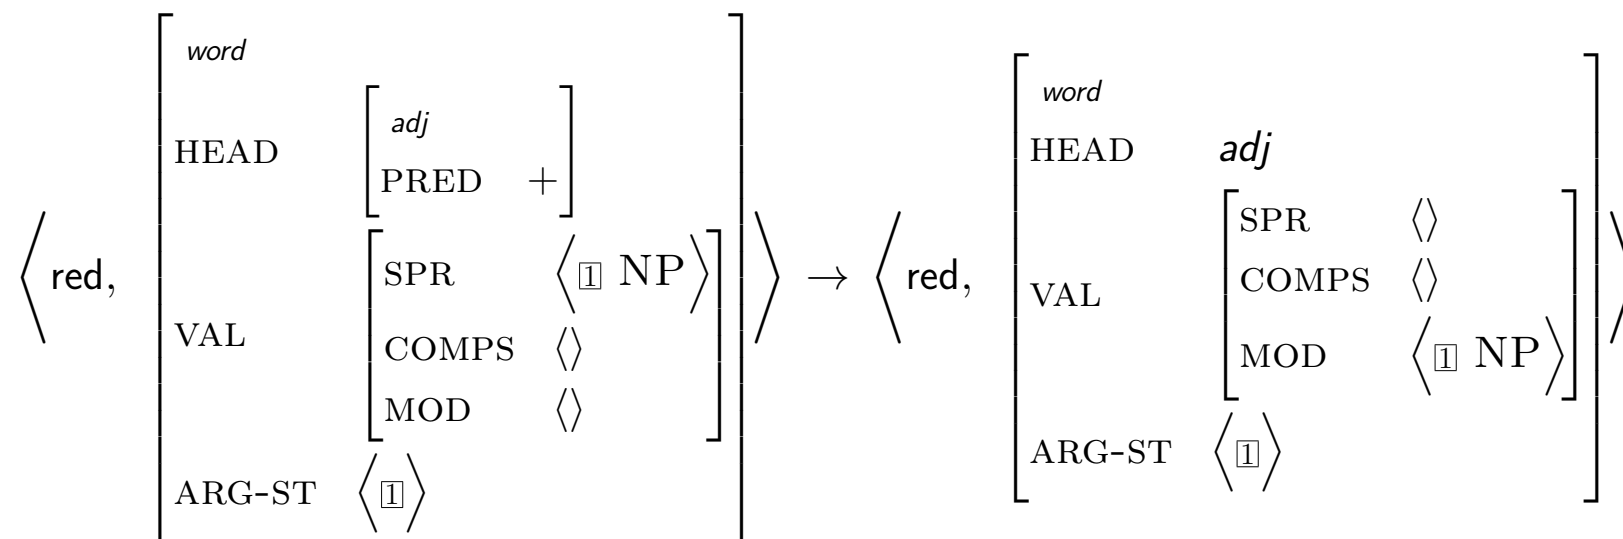 ⟨red, [word
HEAD [adj
PRED +]
VAL [SPR ⟨[1] NP⟩
COMPS ⟨⟩
MOD ⟨⟩]
ARG-ST ⟨[1]⟩]⟩
→
⟨red, [word
HEAD adj
VAL [SPR ⟨⟩
COMPS ⟨⟩
MOD ⟨[1] NP⟩]
ARG-ST ⟨[1]⟩]⟩